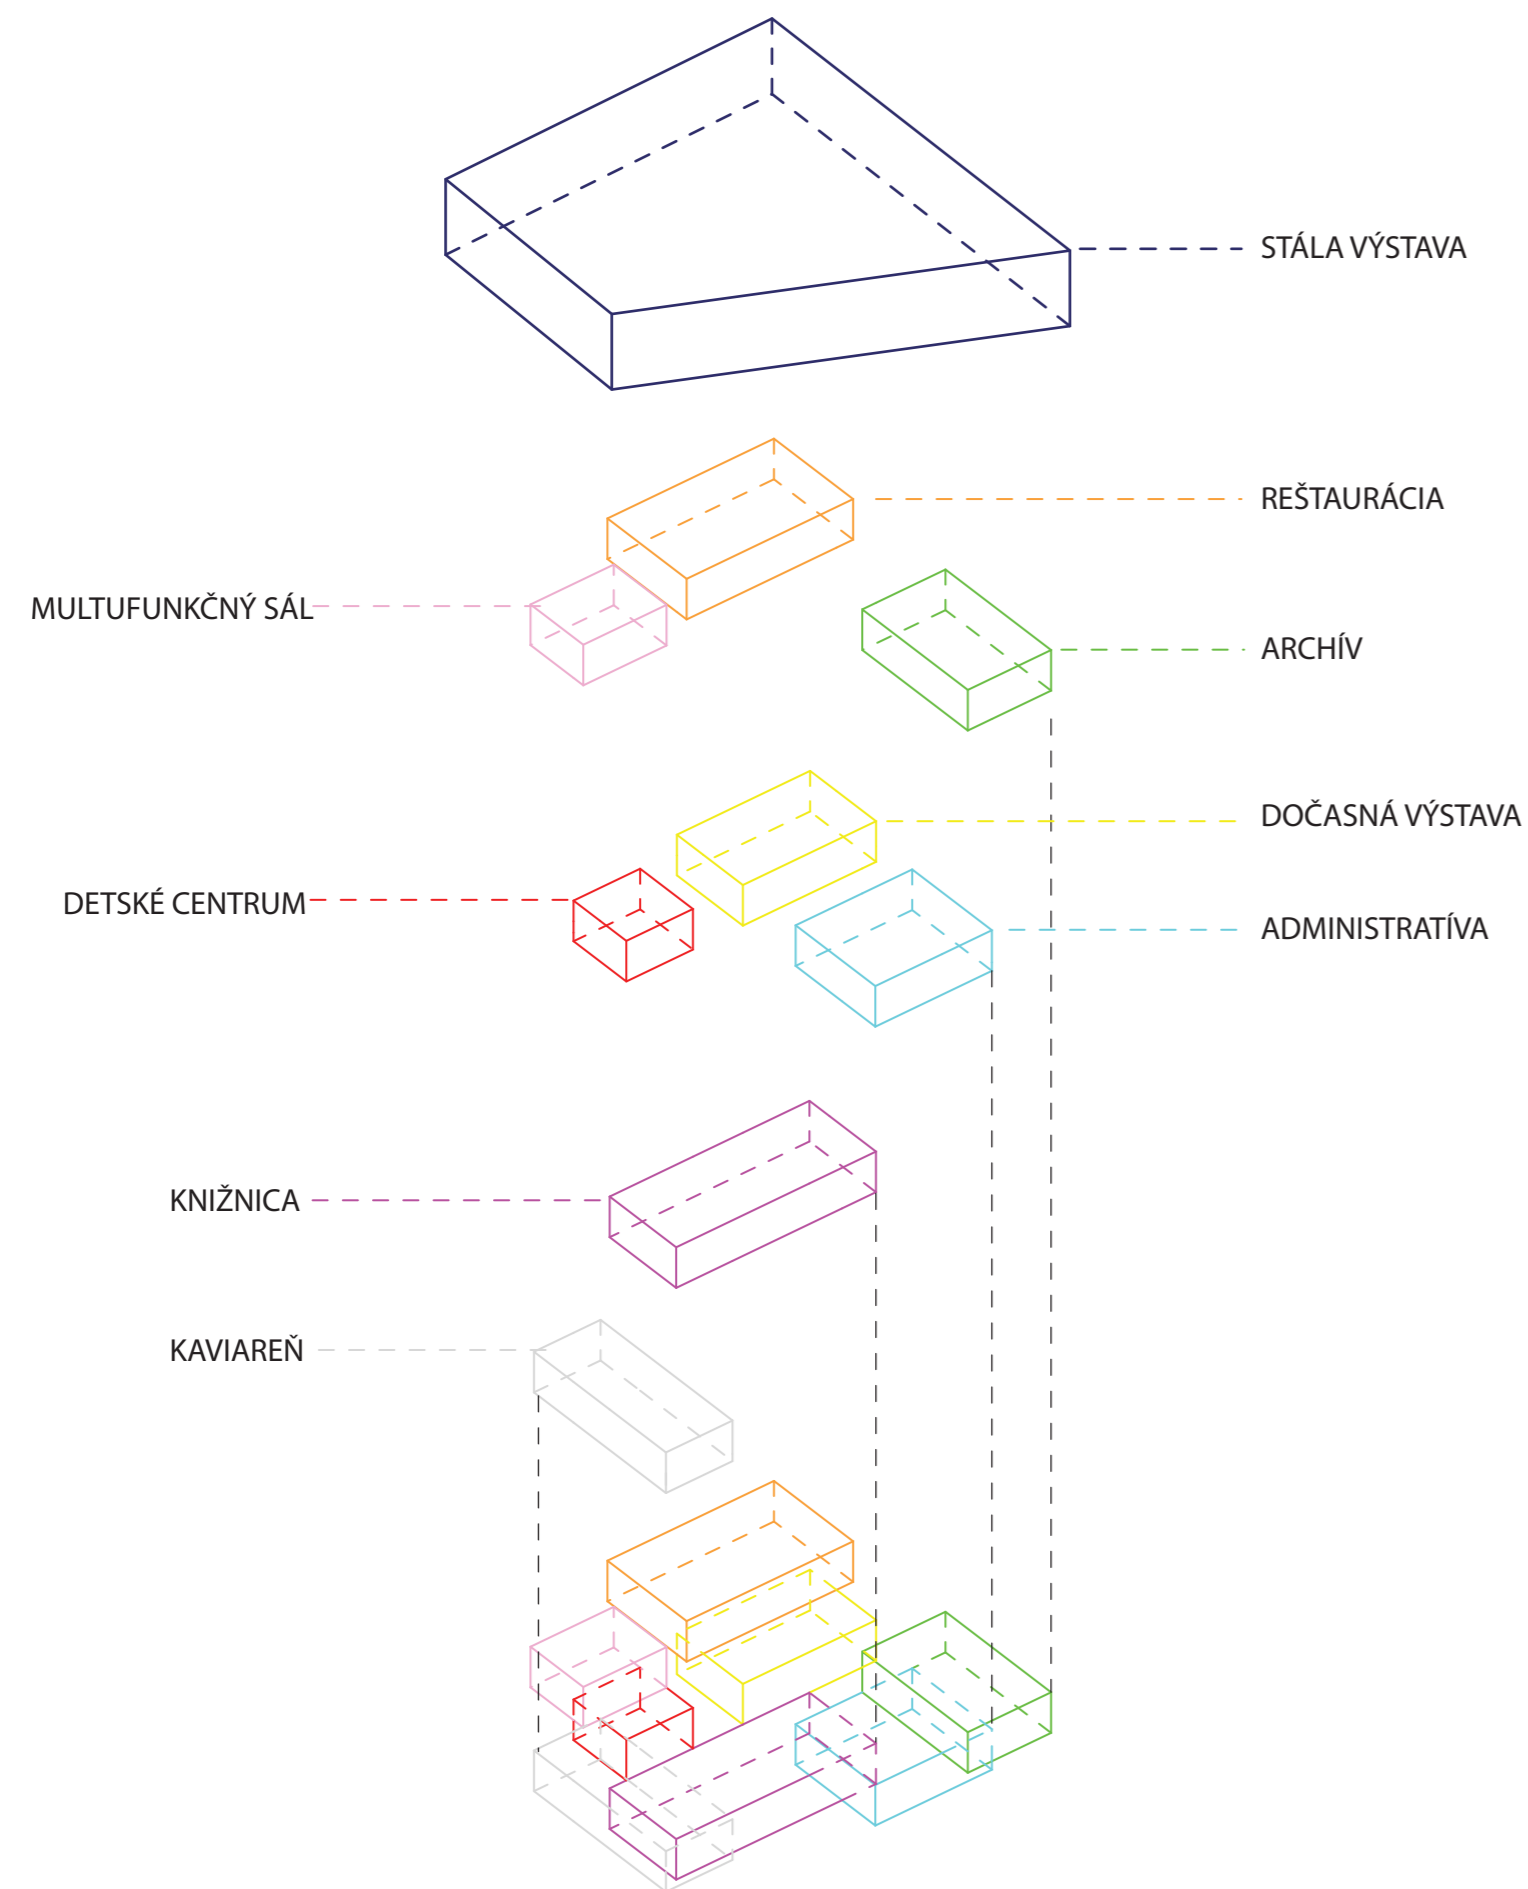 STÁLA VÝSTAVA
REŠTAURÁCIA
MULTUFUNKČNÝ SÁL
ARCHÍV
DOČASNÁ VÝSTAVA
DETSKÉ CENTRUM
ADMINISTRATÍVA
KNIŽNICA
KAVIAREŇ